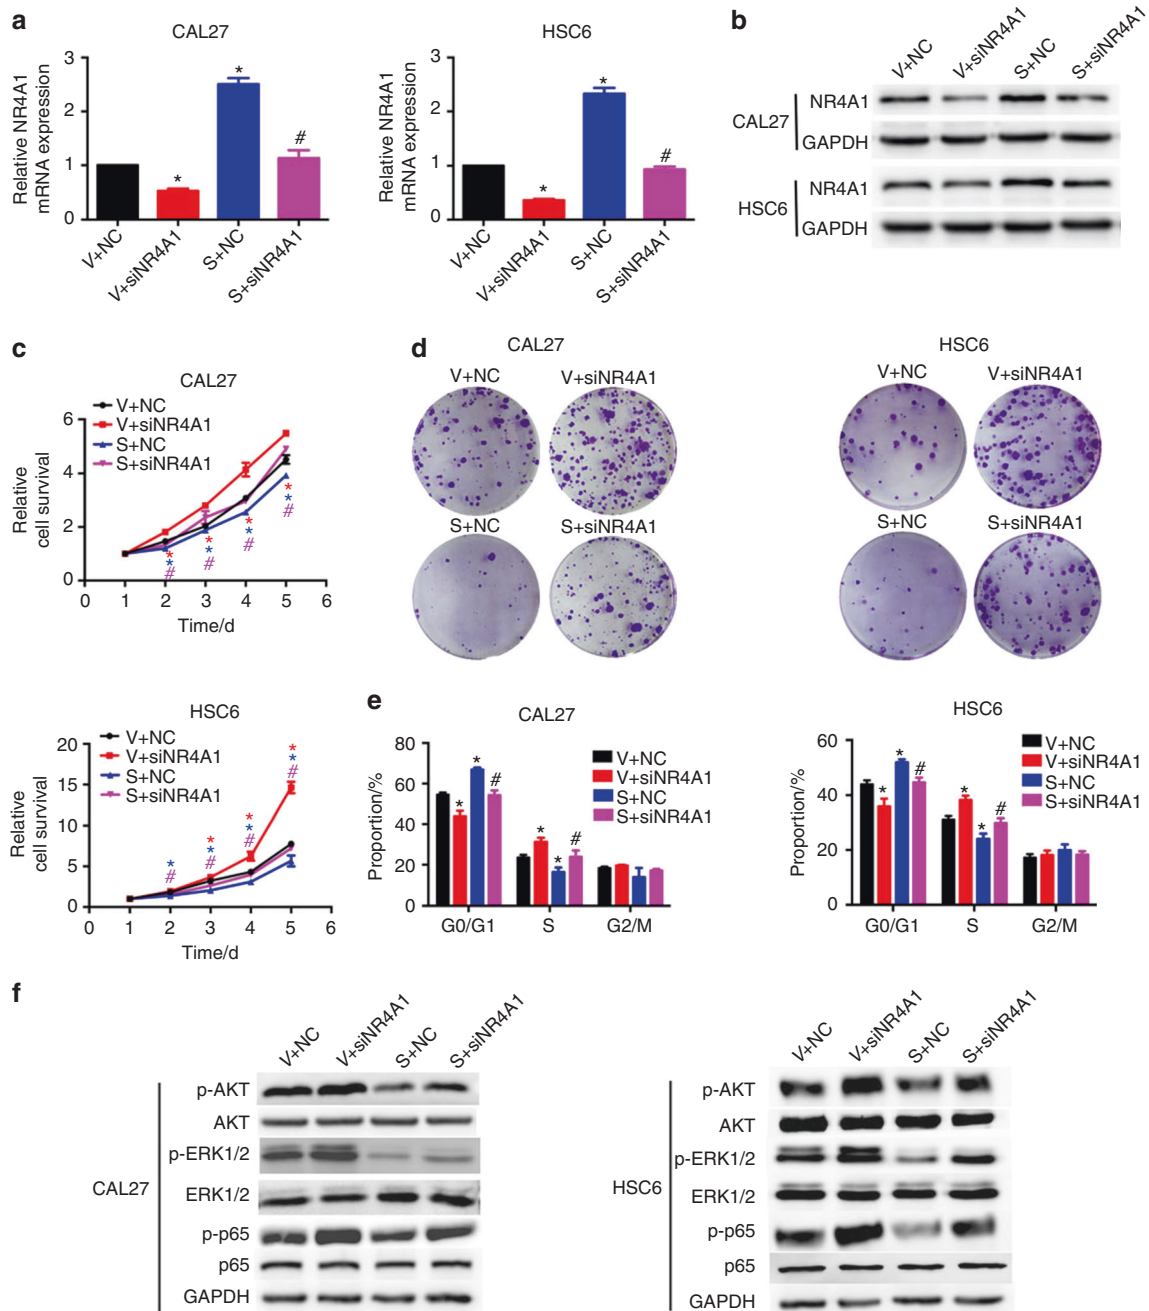 a
CAL27
Relative NR4A1
mRNA expression
3
2
1
0
*
*
#
V+NC
V+siNR4A1
S+NC
S+siNR4A1
HSC6
Relative NR4A1
mRNA expression
3
2
1
0
*
*
#
V+NC
V+siNR4A1
S+NC
S+siNR4A1
b
V+NC
V+siNR4A1
S+NC
S+siNR4A1
CAL27
NR4A1
GAPDH
HSC6
NR4A1
GAPDH
c
CAL27
V+NC
V+siNR4A1
S+NC
S+siNR4A1
Relative
cell survival
6
4
2
0
* * #
* * #
* * #
* * #
0 1 2 3 4 5 6
Time/d
HSC6
V+NC
V+siNR4A1
S+NC
S+siNR4A1
Relative
cell survival
20
15
10
5
0
* #
* * #
* * #
* * #
0 1 2 3 4 5 6
Time/d
d
CAL27
V+NC V+siNR4A1
S+NC S+siNR4A1
HSC6
V+NC V+siNR4A1
S+NC S+siNR4A1
e
CAL27
Proportion/%
80
60
40
20
0
* * #
* * #
V+NC
V+siNR4A1
S+NC
S+siNR4A1
G0/G1 S G2/M
HSC6
Proportion/%
60
40
20
0
* * #
* * #
V+NC
V+siNR4A1
S+NC
S+siNR4A1
G0/G1 S G2/M
f
V+NC
V+siNR4A1
S+NC
S+siNR4A1
CAL27
p-AKT
AKT
p-ERK1/2
ERK1/2
p-p65
p65
GAPDH
V+NC
V+siNR4A1
S+NC
S+siNR4A1
HSC6
p-AKT
AKT
p-ERK1/2
ERK1/2
p-p65
p65
GAPDH